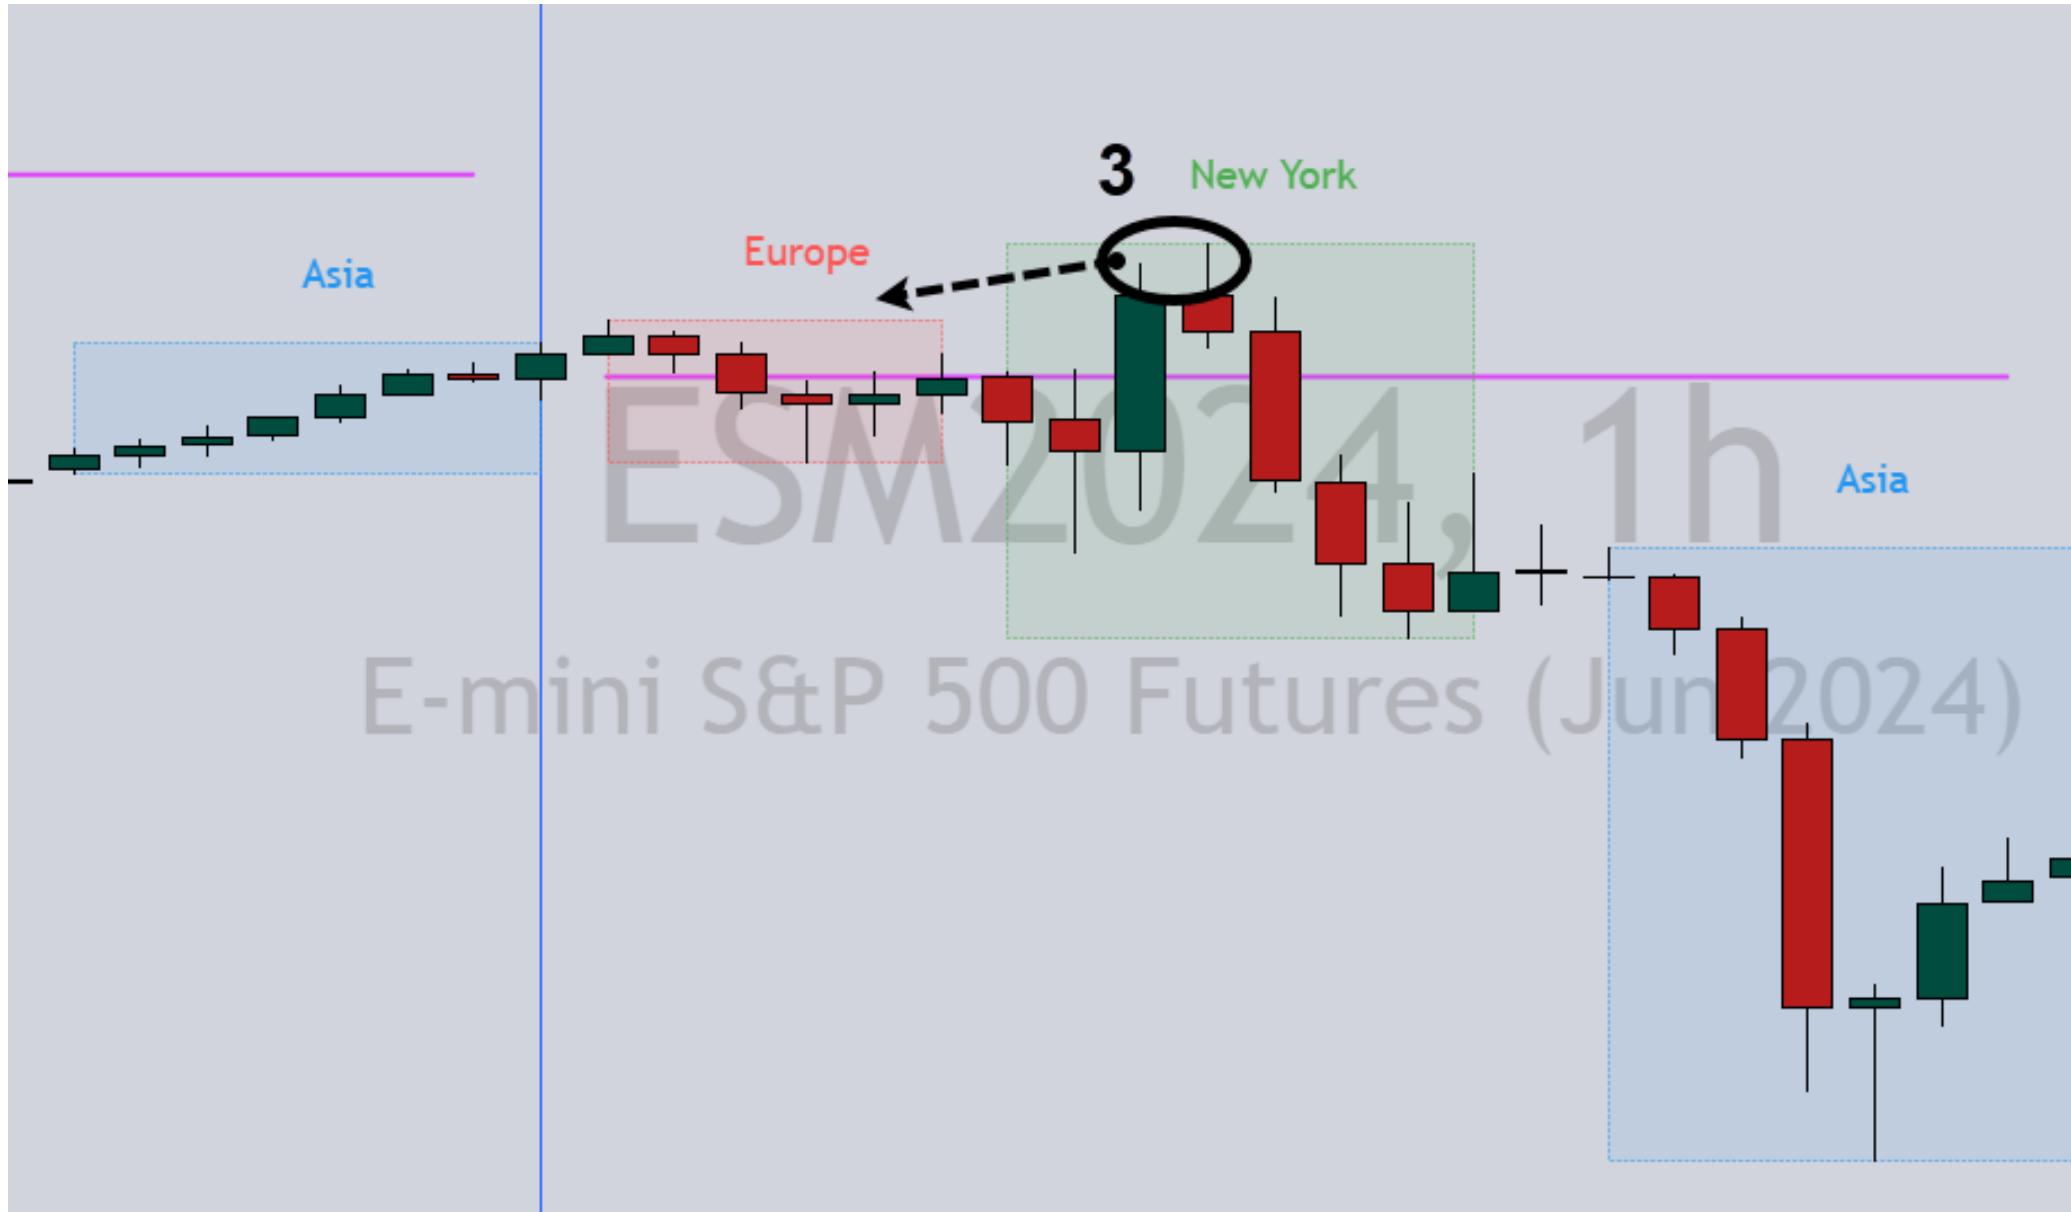 3
New York
Europe
Asia
ESM2024, 1h
Asia
E-mini S&P 500 Futures (Jun 2024)